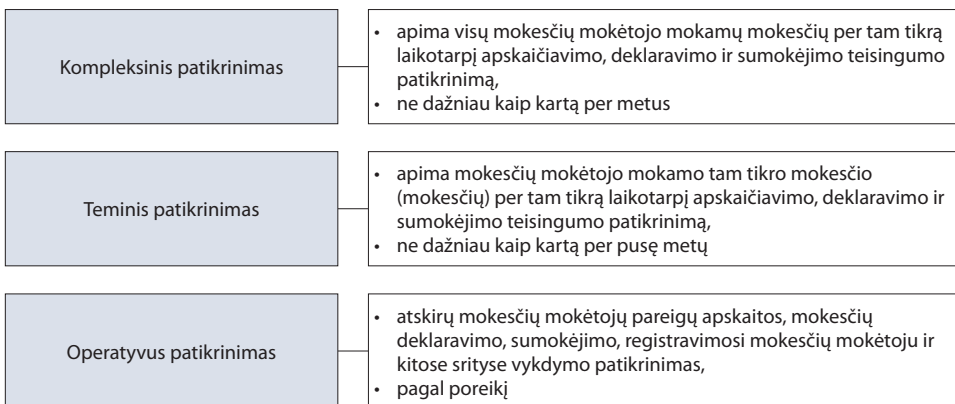 Kompleksinis patikrinimas
• apima visų mokesčių mokėtojo mokamų mokesčių per tam tikrą
laikotarpį apskaičiavimo, deklaravimo ir sumokėjimo teisingumo
patikrinimą,
• ne dažniau kaip kartą per metus
Teminis patikrinimas
• apima mokesčių mokėtojo mokamo tam tikro mokesčio
(mokesčių) per tam tikrą laikotarpį apskaičiavimo, deklaravimo ir
sumokėjimo teisingumo patikrinimą,
• ne dažniau kaip kartą per pusę metų
Operatyvus patikrinimas
• atskirų mokesčių mokėtojų pareigų apskaitos, mokesčių
deklaravimo, sumokėjimo, registravimosi mokesčių mokėtoju ir
kitose srityse vykdymo patikrinimas,
• pagal poreikį